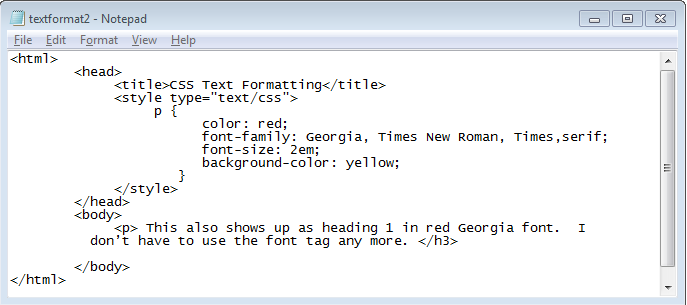 textformat2 - Notepad
File Edit Format View Help
<html>
<head>
<title>CSS Text Formatting</title>
<style type="text/css">
p {
color: red;
font-family: Georgia, Times New Roman, Times,serif;
font-size: 2em;
background-color: yellow;
}
</style>
</head>
<body>
<p> This also shows up as heading 1 in red Georgia font.  I
don't have to use the font tag any more. </h3>
</body>
</html>